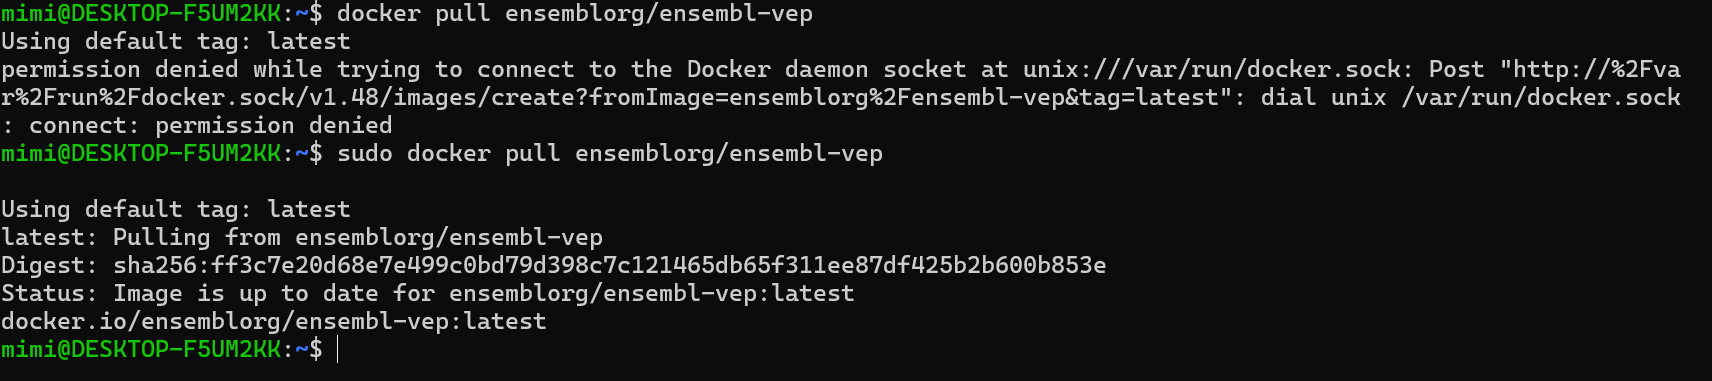 mimi@DESKTOP-F5UM2KK:~$ docker pull ensemblorg/ensembl-vep
Using default tag: latest
permission denied while trying to connect to the Docker daemon socket at unix:///var/run/docker.sock: Post "http://%2Fva
r%2Frun%2Fdocker.sock/v1.48/images/create?fromImage=ensemblorg%2Fensembl-vep&tag=latest": dial unix /var/run/docker.sock
: connect: permission denied
mimi@DESKTOP-F5UM2KK:~$ sudo docker pull ensemblorg/ensembl-vep
Using default tag: latest
latest: Pulling from ensemblorg/ensembl-vep
Digest: sha256:ff3c7e20d68e7e499c0bd79d398c7c121465db65f311ee87df425b2b600b853e
Status: Image is up to date for ensemblorg/ensembl-vep:latest
docker.io/ensemblorg/ensembl-vep:latest
mimi@DESKTOP-F5UM2KK:~$